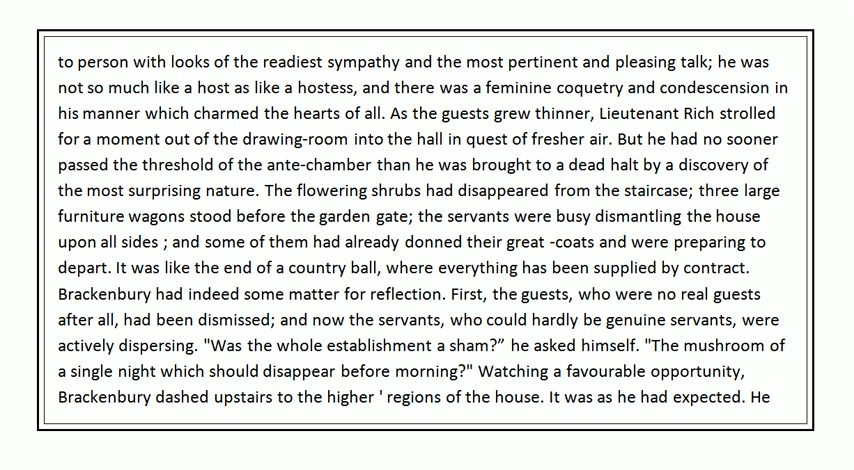 to person with looks of the readiest sympathy and the most pertinent and pleasing talk; he was
not so much like a host as like a hostess, and there was a feminine coquetry and condescension in
his manner which charmed the hearts of all. As the guests grew thinner, Lieutenant Rich strolled
for a moment out of the drawing-room into the hall in quest of fresher air. But he had no sooner
passed the threshold of the ante-chamber than he was brought to a dead halt by a discovery of
the most surprising nature. The flowering shrubs had disappeared from the staircase; three large
furniture wagons stood before the garden gate; the servants were busy dismantling the house
upon all sides ; and some of them had already donned their great -coats and were preparing to
depart. It was like the end of a country ball, where everything has been supplied by contract.
Brackenbury had indeed some matter for reflection. First, the guests, who were no real guests
after all, had been dismissed; and now the servants, who could hardly be genuine servants, were
actively dispersing. "Was the whole establishment a sham?” he asked himself. "The mushroom of
a single night which should disappear before morning?" Watching a favourable opportunity,
Brackenbury dashed upstairs to the higher ' regions of the house. It was as he had expected. He